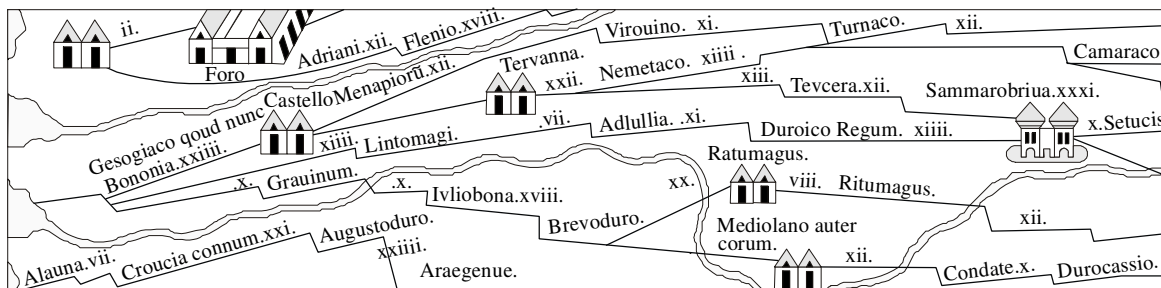 ii.
Foro Adriani.xii.
Flenio.xviii.
Virouino. xi.
Turnaco.
xii.
Camaraco
Tervanna.
xxii.
Nemetaco. xiiii.
xiii.
Tevcera.xii.
Sammarobriua.xxxi.
x.Setucis
CastelloMenapiorū.xii.
Gesogiaco qoud nunc
Bononia.xxiiii.
xiiii.
Lintomagi.
.vii.
Adlullia. .xi.
Duroico Regum. xiiii.
.x.
Grauinum.
.x.
Ivliobona.xviii.
Brevoduro.
xx.
Ratumagus.
viii.
Ritumagus.
xii.
Mediolano auter
corum.
xii.
Condate.x.
Durocassio.
Alauna.vii.
Croucia connum.xxi.
Augustoduro.
xxiiii.
Araegenue.